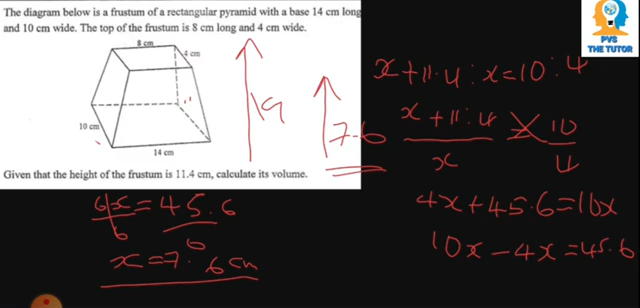 The diagram below is a frustum of a rectangular pyramid with a base 14 cm long
and 10 cm wide. The top of the frustum is 8 cm long and 4 cm wide.
8 cm
4 cm
10 cm
14 cm
19
7.6
Given that the height of the frustum is 11.4 cm, calculate its volume.
PVS
THE TUTOR
x+11.4 : x = 10 : 4
x+11.4
x
10
4
4x+45.6=10x
10x-4x=45.6
6x = 45.6
6 6
x = 7.6cm